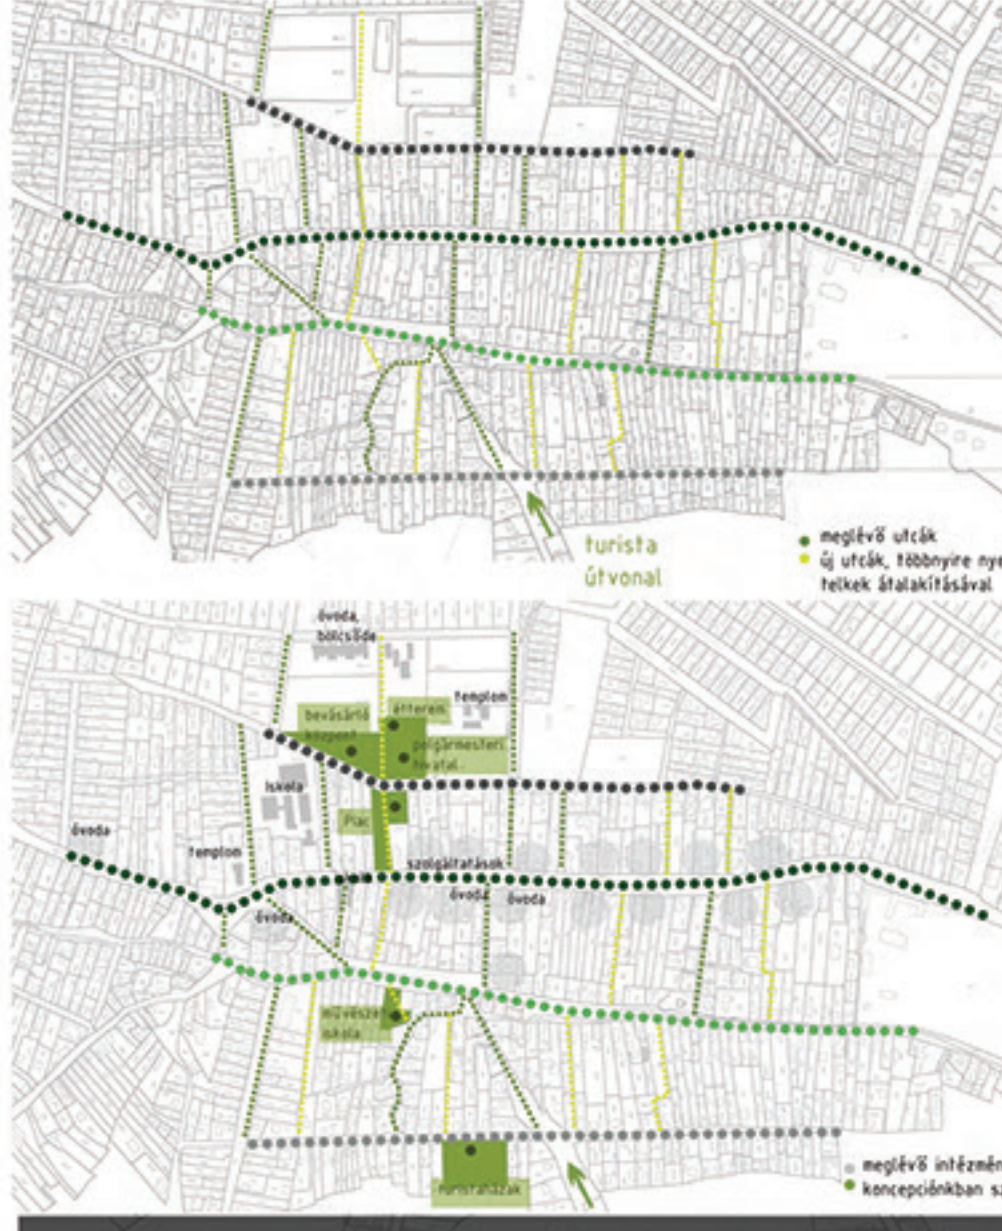 turista
útvonal
meglévő utcák
új utcák, többnyire nye
telkek átalakításával
óvoda,
bölcsőde
templom
étterem
bevásárló
központ
polgármesteri
hivatal
iskola
Piac
óvoda
templom
szolgáltatások
óvoda
óvoda
óvoda
művészet
iskola
turistaházak
meglévő intézmén
koncepciónkban sz